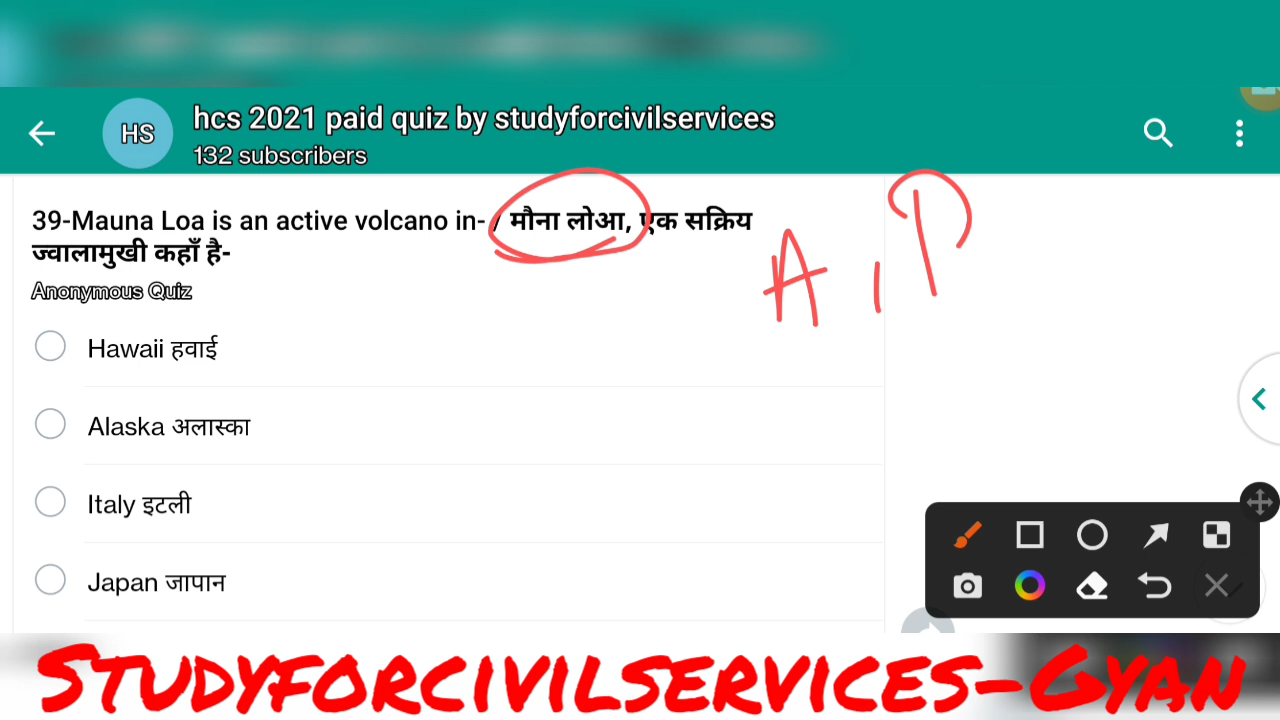 HS
hcs 2021 paid quiz by studyforcivilservices
132 subscribers
39-Mauna Loa is an active volcano in- / मौना लोआ, एक सक्रिय
ज्वालामुखी कहाँ है-
A, P
Anonymous Quiz
Hawaii हवाई
Alaska अलास्का
Italy इटली
Japan जापान
STUDYFORCIVILSERVICES-GYAN